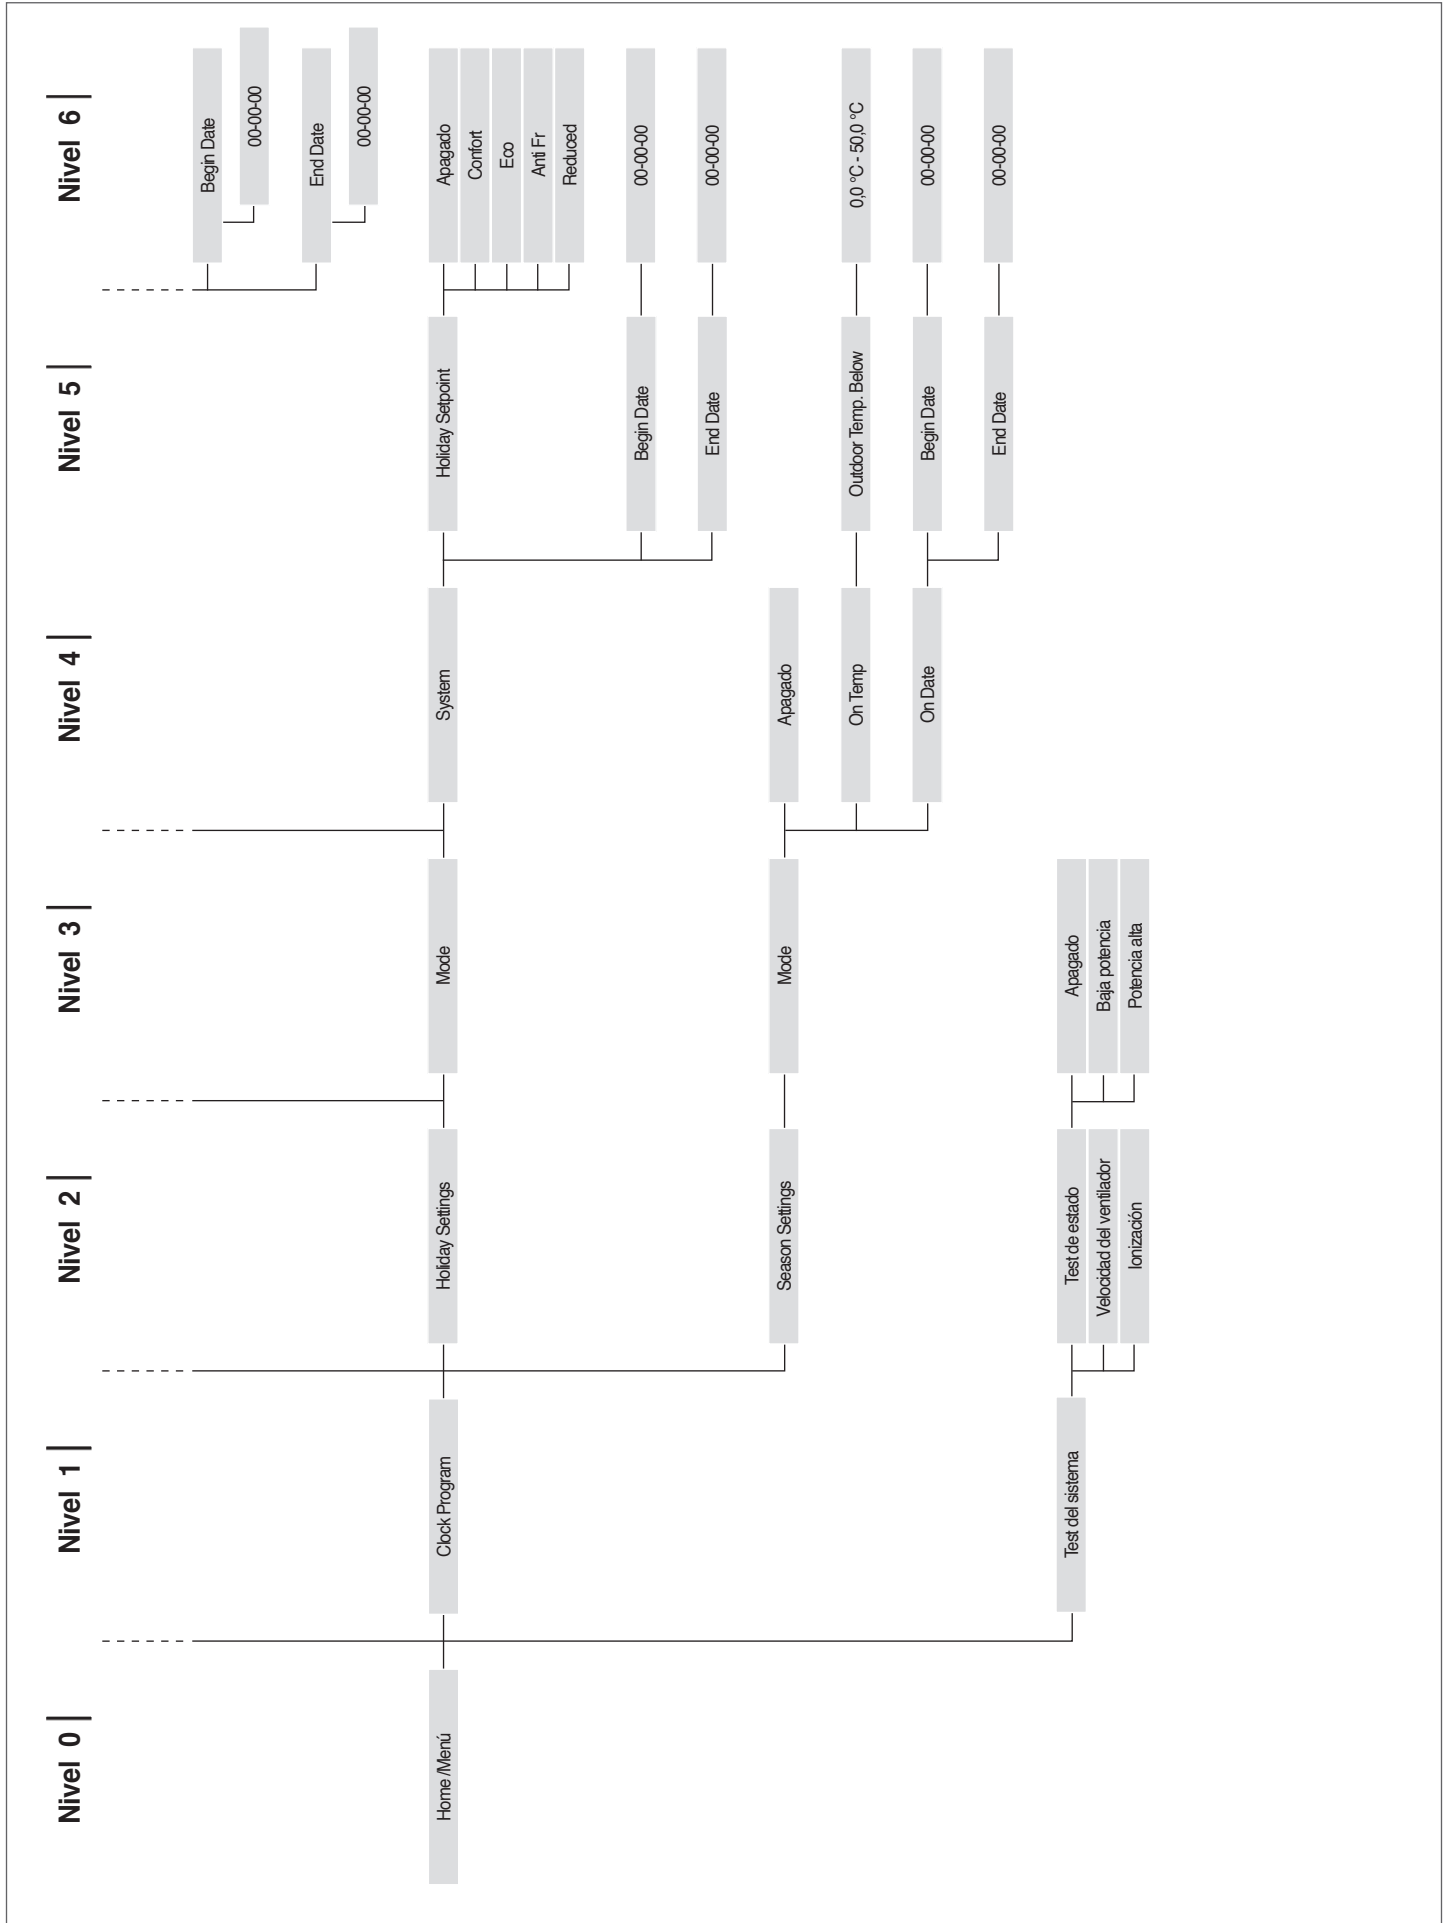 Nivel 0
Nivel 1
Nivel 2
Nivel 3
Nivel 4
Nivel 5
Nivel 6
Begin Date
00-00-00
End Date
00-00-00
Home /Menú
Clock Program
Holiday Settings
Mode
System
Holiday Setpoint
Apagado
Confort
Eco
Anti Fr
Reduced
Begin Date
00-00-00
End Date
00-00-00
Season Settings
Mode
Apagado
On Temp
Outdoor Temp. Below
0,0 °C - 50,0 °C
On Date
Begin Date
00-00-00
End Date
00-00-00
Test del sistema
Test de estado
Apagado
Velocidad del ventilador
Baja potencia
Ionización
Potencia alta